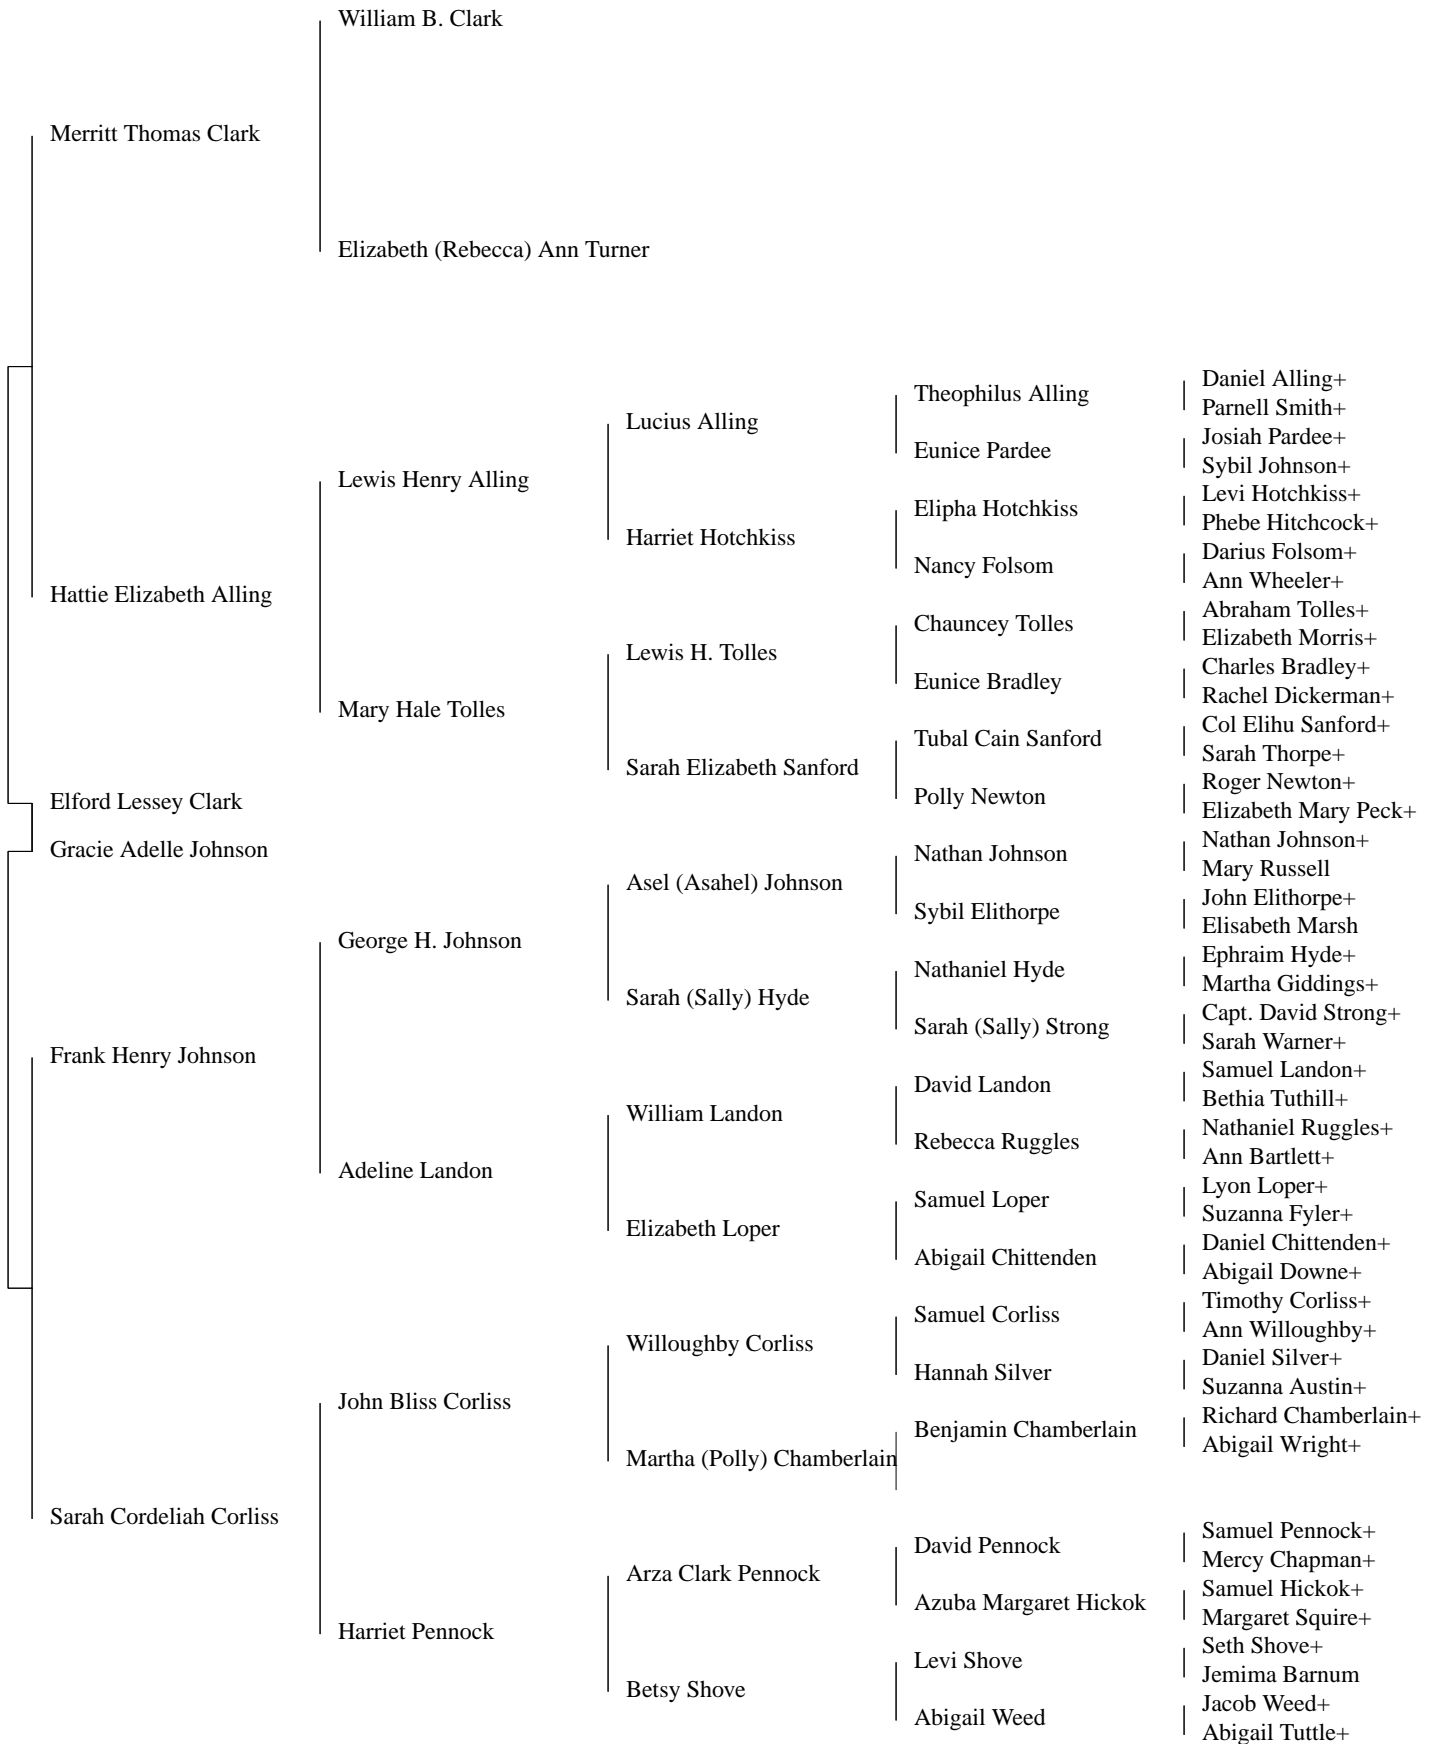 William B. Clark
Merritt Thomas Clark
Elizabeth (Rebecca) Ann Turner
Daniel Alling+
Theophilus Alling
Parnell Smith+
Lucius Alling
Josiah Pardee+
Eunice Pardee
Sybil Johnson+
Lewis Henry Alling
Levi Hotchkiss+
Elipha Hotchkiss
Phebe Hitchcock+
Harriet Hotchkiss
Darius Folsom+
Nancy Folsom
Ann Wheeler+
Hattie Elizabeth Alling
Abraham Tolles+
Chauncey Tolles
Elizabeth Morris+
Lewis H. Tolles
Charles Bradley+
Eunice Bradley
Rachel Dickerman+
Mary Hale Tolles
Col Elihu Sanford+
Tubal Cain Sanford
Sarah Thorpe+
Sarah Elizabeth Sanford
Roger Newton+
Polly Newton
Elizabeth Mary Peck+
Elford Lessey Clark
Gracie Adelle Johnson
Nathan Johnson+
Nathan Johnson
Mary Russell
Asel (Asahel) Johnson
John Elithorpe+
Sybil Elithorpe
Elisabeth Marsh
George H. Johnson
Ephraim Hyde+
Nathaniel Hyde
Martha Giddings+
Sarah (Sally) Hyde
Capt. David Strong+
Sarah (Sally) Strong
Sarah Warner+
Frank Henry Johnson
Samuel Landon+
David Landon
Bethia Tuthill+
William Landon
Nathaniel Ruggles+
Rebecca Ruggles
Ann Bartlett+
Adeline Landon
Lyon Loper+
Samuel Loper
Suzanna Fyler+
Elizabeth Loper
Daniel Chittenden+
Abigail Chittenden
Abigail Downe+
Timothy Corliss+
Samuel Corliss
Ann Willoughby+
Willoughby Corliss
Daniel Silver+
Hannah Silver
Suzanna Austin+
John Bliss Corliss
Richard Chamberlain+
Benjamin Chamberlain
Abigail Wright+
Martha (Polly) Chamberlain
Sarah Cordeliah Corliss
Samuel Pennock+
David Pennock
Mercy Chapman+
Arza Clark Pennock
Samuel Hickok+
Azuba Margaret Hickok
Margaret Squire+
Harriet Pennock
Seth Shove+
Levi Shove
Jemima Barnum
Betsy Shove
Jacob Weed+
Abigail Weed
Abigail Tuttle+